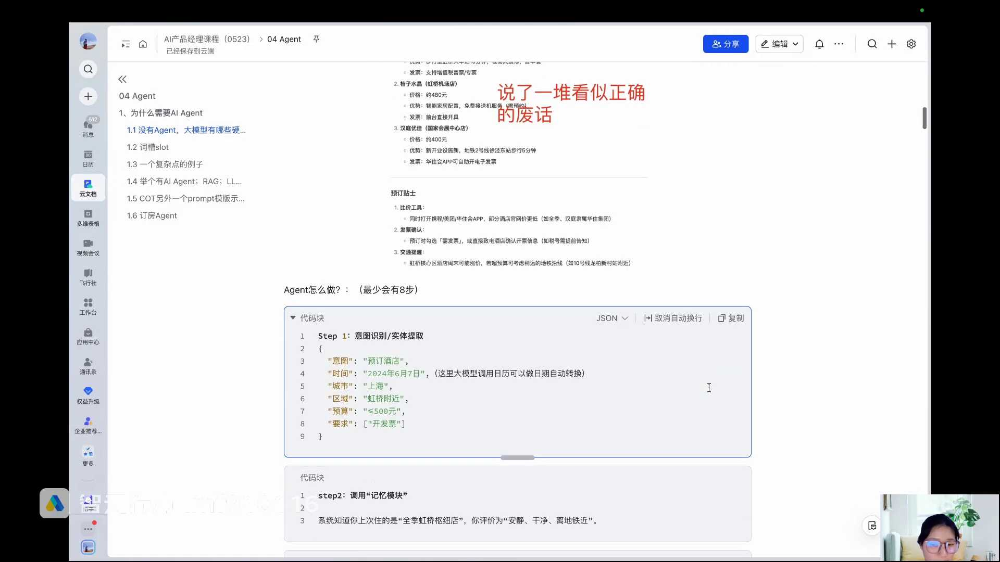 AI产品经理课程（0523） > 04 Agent
已经保存到云端
分享
编辑
512
消息
30
日历
云文档
多维表格
视频会议
飞行社
工作台
应用中心
通讯录
权益升级
企业推荐...
更多
04 Agent
1、为什么需要AI Agent
1.1 没有Agent，大模型有哪些硬...
1.2 词槽slot
1.3 一个复杂点的例子
1.4 举个有AI Agent；RAG；LL...
1.5 COT另外一个prompt模版示...
1.6 订房Agent
发票：支持增值税普票/专票
2. 桔子水晶（虹桥机场店）
价格：约480元
优势：智能家居配置，免费接送机服务（需预约）
发票：前台直接开具
说了一堆看似正确
的废话
3. 汉庭优佳（国家会展中心店）
价格：约400元
优势：新开业设施新，地铁2号线徐泾东站步行5分钟
发票：华住会APP可自助开电子发票
预订贴士
1. 比价工具：
同时打开携程/美团/华住会APP，部分酒店官网价更低（如全季、汉庭隶属华住集团）
2. 发票确认：
预订时勾选「需发票」，或直接致电酒店确认开票信息（如税号需提前告知）
3. 交通提醒：
虹桥核心区酒店周末可能涨价，若超预算可考虑稍远的地铁沿线（如10号线龙柏新村站附近）
Agent怎么做？：（最少会有8步）
代码块
JSON
取消自动换行
复制
1 Step 1: 意图识别/实体提取
2 {
3 "意图": "预订酒店",
4 "时间": "2024年6月7日",（这里大模型调用日历可以做日期自动转换）
5 "城市": "上海",
6 "区域": "虹桥附近",
7 "预算": "≤500元",
8 "要求": ["开发票"]
9 }
代码块
1 step2: 调用“记忆模块”
2
3 系统知道你上次住的是“全季虹桥枢纽店”，你评价为“安静、干净、离地铁近”。